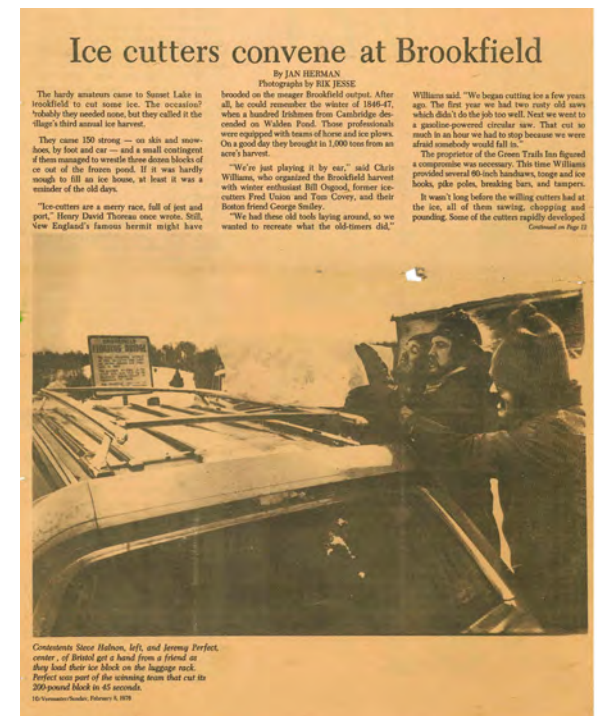 Ice cutters convene at Brookfield
By JAN HERMAN
Photographs by RIK JESSE
The hardy amateurs came to Sunset Lake in
rookfield to cut some ice. The occasion?
robably they needed none, but they called it the
illage's third annual ice harvest.
They came 150 strong — on skis and snow-
hoes, by foot and car — and a small contingent
f them managed to wrestle three dozen blocks of
ce out of the frozen pond. If it was hardly
nough to fill an ice house, at least it was a
eminder of the old days.
"Ice-cutters are a merry race, full of jest and
port," Henry David Thoreau once wrote. Still,
New England's famous hermit might have
brooded on the meager Brookfield output. After
all, he could remember the winter of 1846-47,
when a hundred Irishmen from Cambridge des-
cended on Walden Pond. Those professionals
were equipped with teams of horse and ice plows.
On a good day they brought in 1,000 tons from an
acre's harvest.
"We're just playing it by ear," said Chris
Williams, who organized the Brookfield harvest
with winter enthusiast Bill Osgood, former ice-
cutters Fred Union and Tom Covey, and their
Boston friend George Smiley.
"We had these old tools laying around, so we
wanted to recreate what the old-timers did,"
Williams said. "We began cutting ice a few years
ago. The first year we had two rusty old saws
which didn't do the job too well. Next we went to
a gasoline-powered circular saw. That cut so
much in an hour we had to stop because we were
afraid somebody would fall in."
The proprietor of the Green Trails Inn figured
a compromise was necessary. This time Williams
provided several 60-inch handsaws, tongs and ice
hooks, pike poles, breaking bars, and tampers.
It wasn't long before the willing cutters had at
the ice, all of them sawing, chopping and
pounding. Some of the cutters rapidly developed
Continued on Page 12
Contestents Steve Halnon, left, and Jeremy Perfect,
center , of Bristol get a hand from a friend as
they load their ice block on the luggage rack.
Perfect was part of the winning team that cut its
200-pound block in 45 seconds.
February